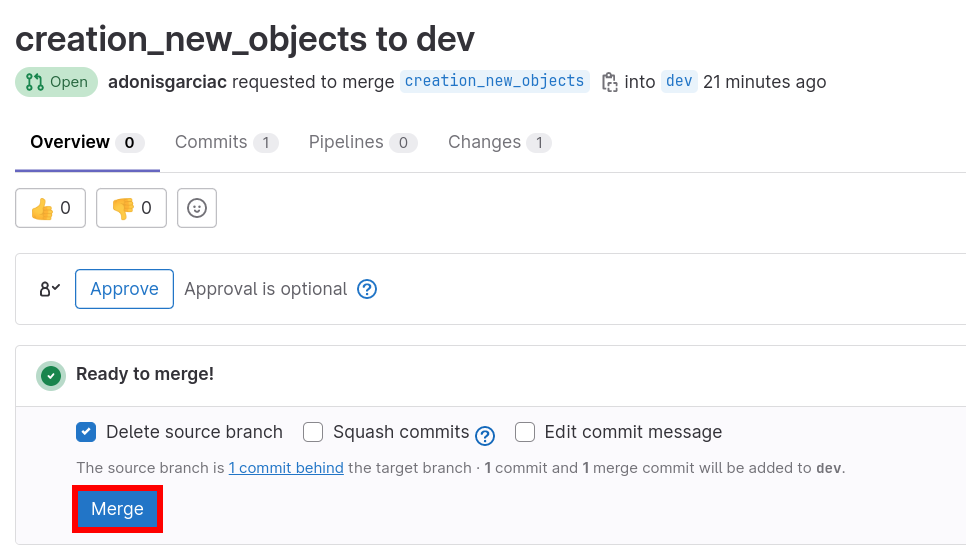 creation_new_objects to dev
Open adonisgarciac requested to merge creation_new_objects into dev 21 minutes ago
Overview 0 Commits 1 Pipelines 0 Changes 1
👍 0 👎 0
Approve Approval is optional ?
Ready to merge!
Delete source branch Squash commits ? Edit commit message
The source branch is 1 commit behind the target branch · 1 commit and 1 merge commit will be added to dev.
Merge